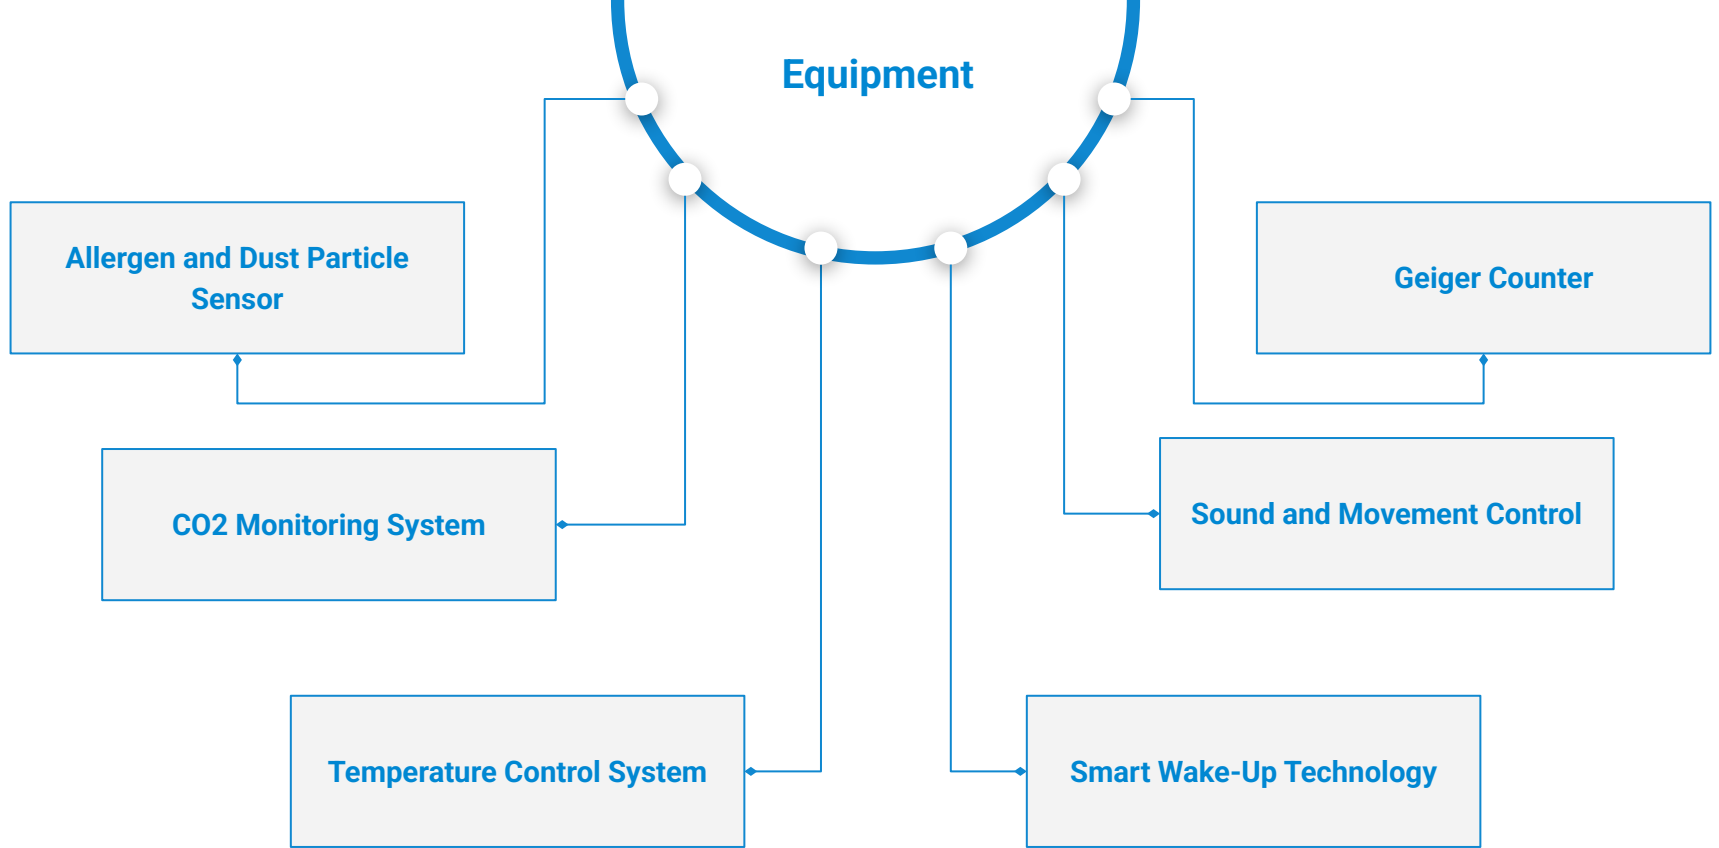 Equipment
Allergen and Dust Particle
Sensor
Geiger Counter
CO2 Monitoring System
Sound and Movement Control
Temperature Control System
Smart Wake-Up Technology